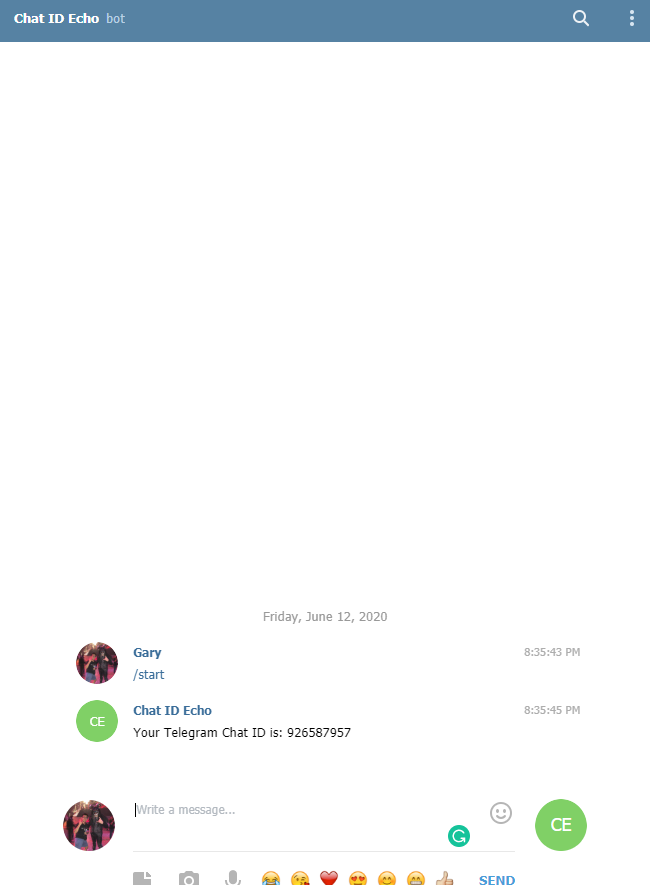 Chat ID Echo bot
Friday, June 12, 2020
Gary 8:35:43 PM
/start
CE Chat ID Echo 8:35:45 PM
Your Telegram Chat ID is: 926587957
Write a message...
CE
SEND